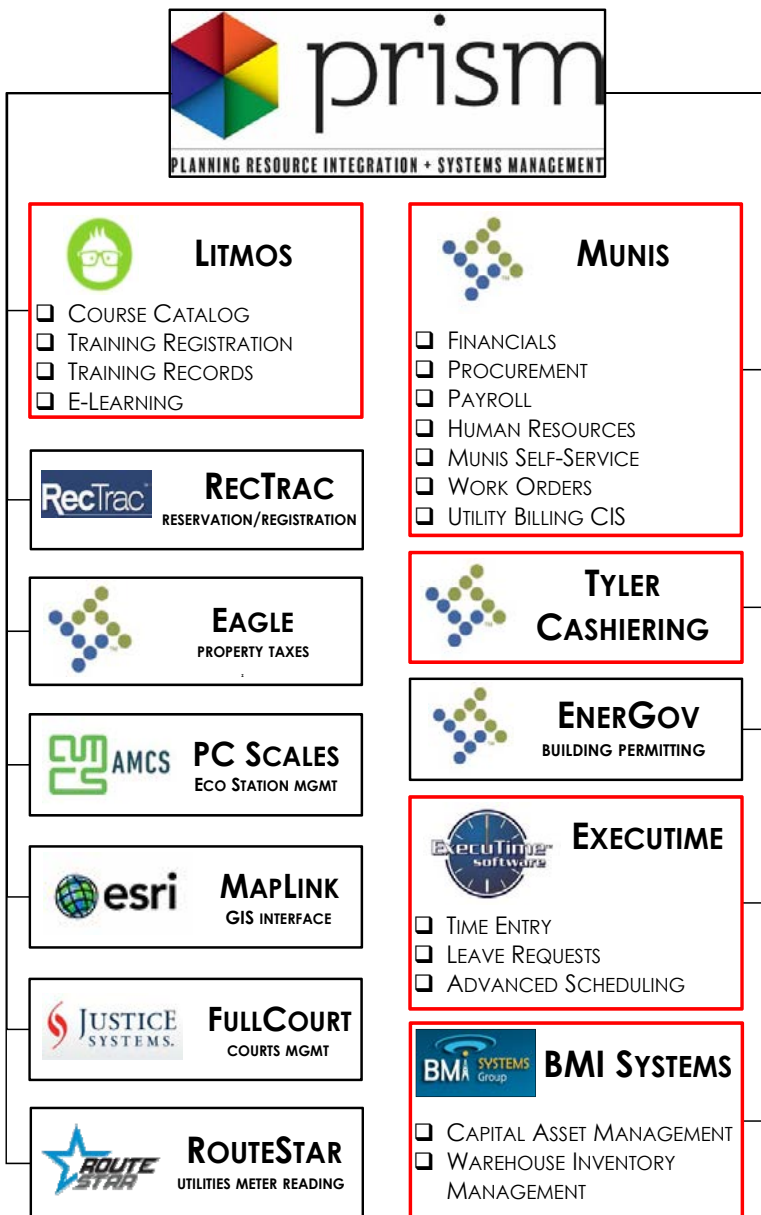 prism
PLANNING RESOURCE INTEGRATION + SYSTEMS MANAGEMENT
LITMOS
COURSE CATALOG
TRAINING REGISTRATION
TRAINING RECORDS
E-LEARNING
RecTrac
RECTRAC
RESERVATION/REGISTRATION
EAGLE
PROPERTY TAXES
AMCS
PC SCALES
ECO STATION MGMT
esri
MAPLINK
GIS INTERFACE
JUSTICE
SYSTEMS.
FULLCOURT
COURTS MGMT
ROUTE
STAR
ROUTESTAR
UTILITIES METER READING
MUNIS
FINANCIALS
PROCUREMENT
PAYROLL
HUMAN RESOURCES
MUNIS SELF-SERVICE
WORK ORDERS
UTILITY BILLING CIS
TYLER
CASHIERING
ENERGOV
BUILDING PERMITTING
ExecuTime
software
EXECUTIME
TIME ENTRY
LEAVE REQUESTS
ADVANCED SCHEDULING
BMi SYSTEMS
Group
BMI SYSTEMS
CAPITAL ASSET MANAGEMENT
WAREHOUSE INVENTORY
MANAGEMENT